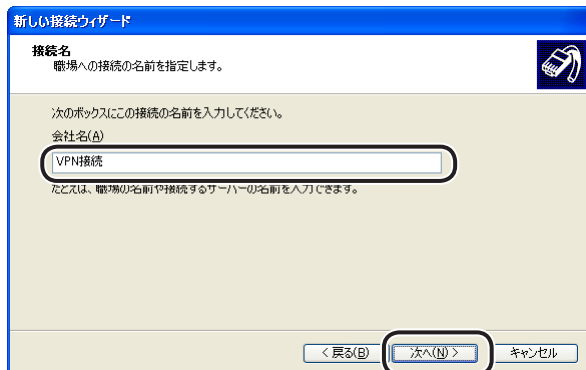 新しい接続ウィザード
接続名
職場への接続の名前を指定します。
次のボックスにこの接続の名前を入力してください。
会社名(A)
VPN接続
たとえば、職場の名前や接続するサーバーの名前を入力できます。
< 戻る(B) 次へ(N) > キャンセル